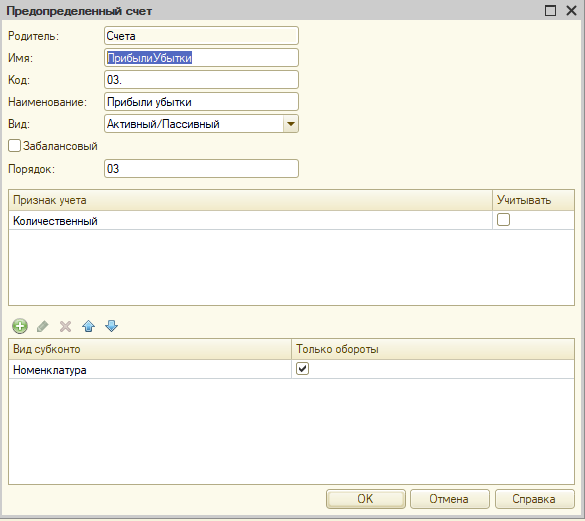 Предопределенный счет
Родитель: Счета
Имя: ПрибылиУбытки
Код: 03.
Наименование: Прибыли убытки
Вид: Активный/Пассивный
Забалансовый
Порядок: 03
Признак учета Учитывать
Количественный
Вид субконто Только обороты
Номенклатура
OK Отмена Справка